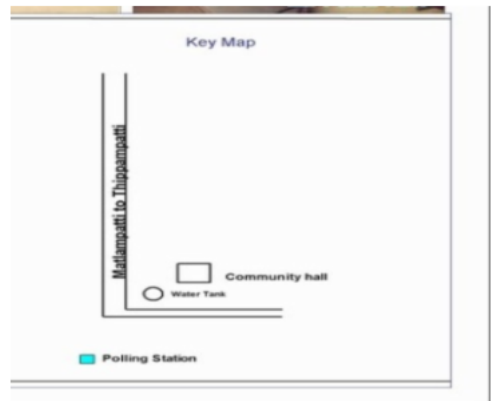 Key Map
Matlampatti to Thippampatti
Community hall
Water Tank
Polling Station